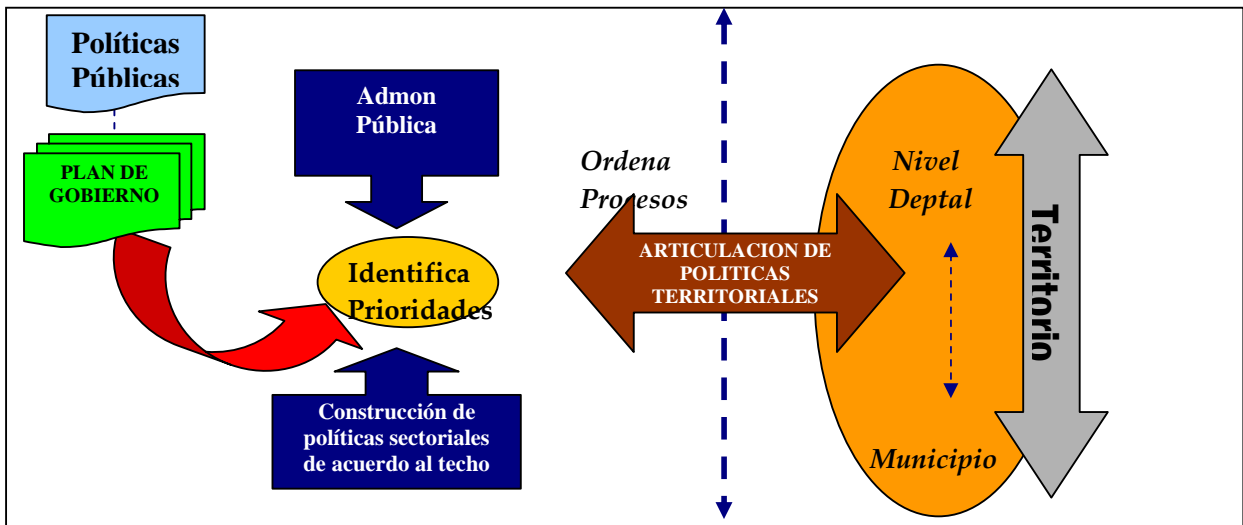 Políticas
Públicas
PLAN DE
GOBIERNO
Admon
Pública
Identifica
Prioridades
Construcción de
políticas sectoriales
de acuerdo al techo
Ordena
Procesos
ARTICULACION DE
POLITICAS
TERRITORIALES
Nivel
Deptal
Municipio
Territorio